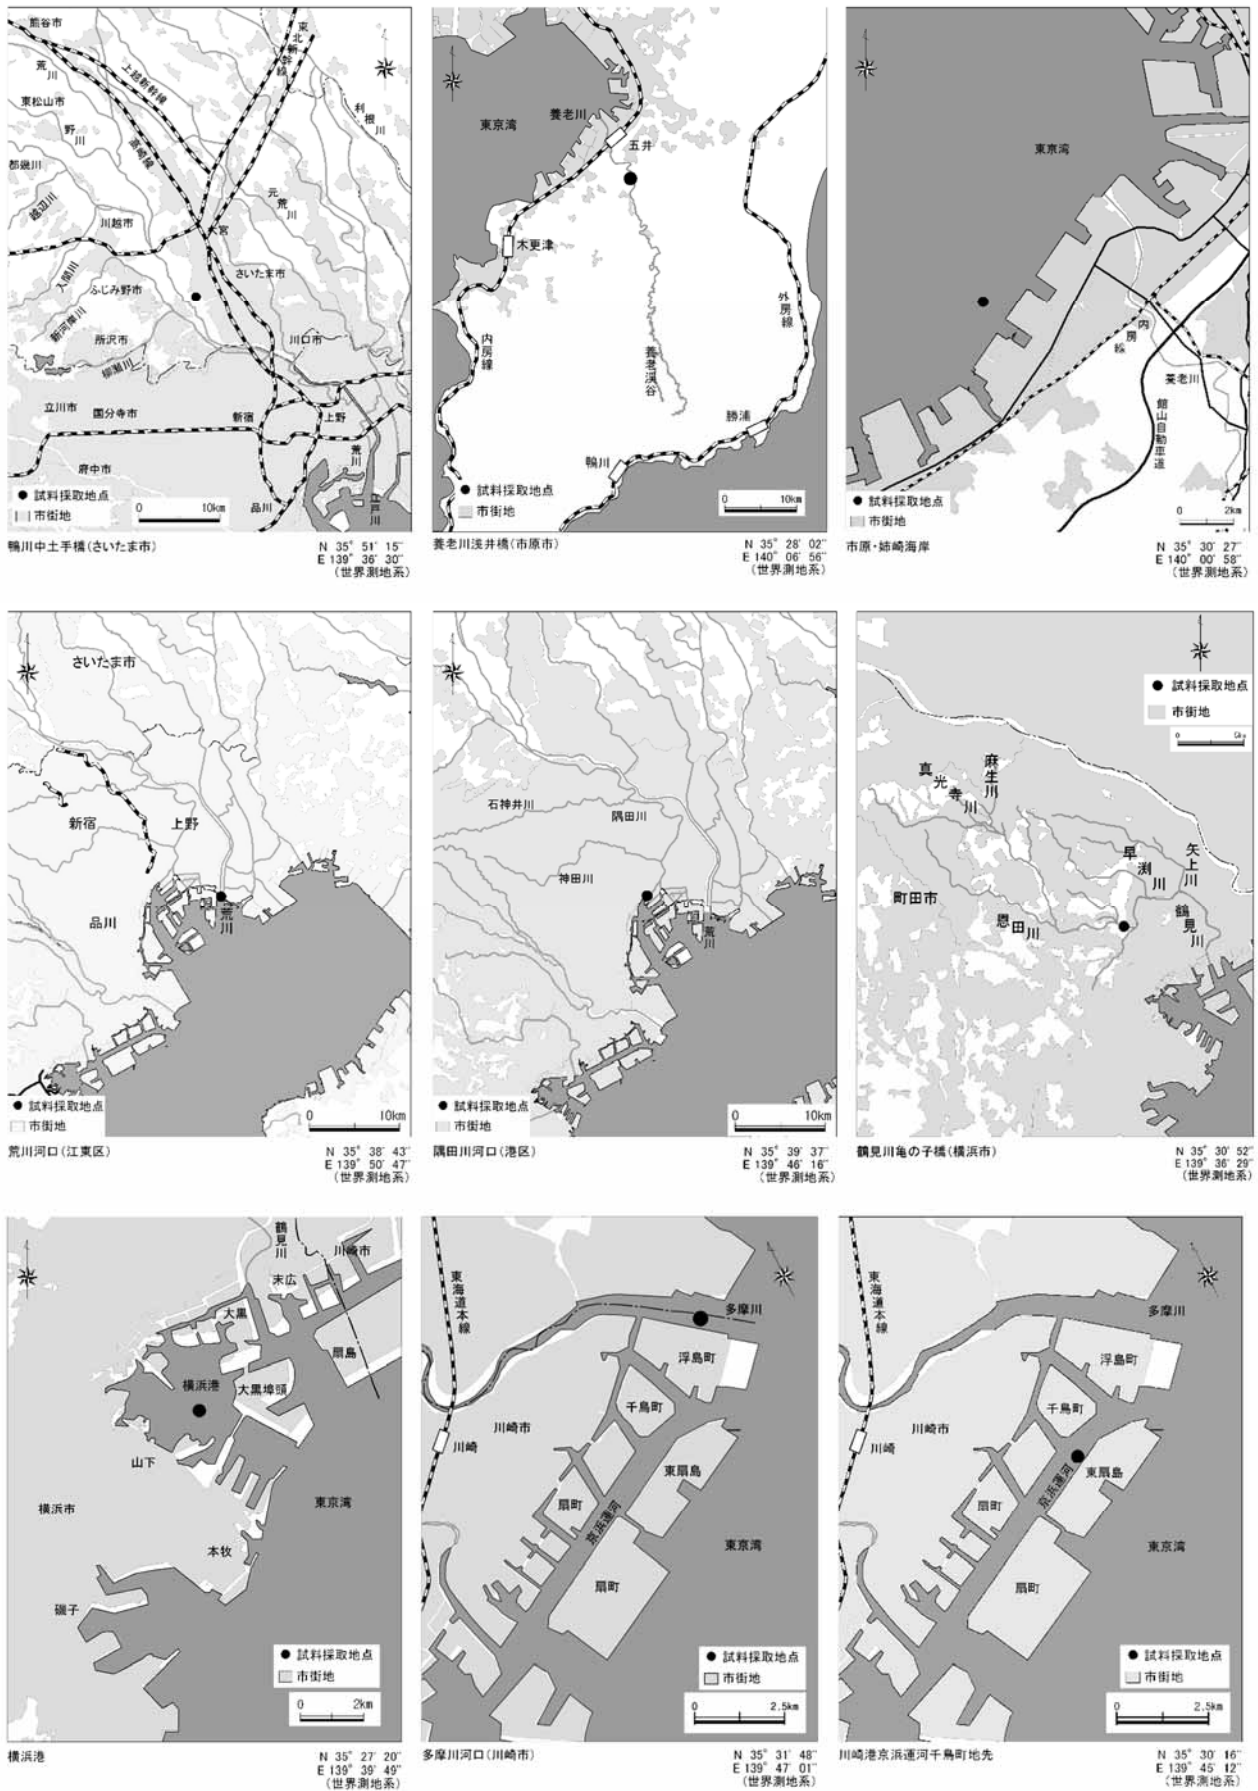 熊谷市
荒川
東松山市
野川
都幾川
越辺川
川越市
入間川
ふじみ野市
新河岸川
所沢市
柳瀬川
立川市
国分寺市
府中市
上越新幹線
高崎線
東北新幹線
利根川
元荒川
大宮
さいたま市
川口市
新宿
上野
荒川
江戸川
品川
● 試料採取地点
市街地
0 10km
鴨川中土手橋(さいたま市)
N 35° 51′ 15″
E 139° 36′ 30″
(世界測地系)
東京湾
養老川
五井
木更津
内房線
外房線
養老渓谷
勝浦
鴨川
● 試料採取地点
市街地
0 10km
養老川浅井橋(市原市)
N 35° 28′ 02″
E 140° 06′ 56″
(世界測地系)
東京湾
内房線
養老川
館山自動車道
● 試料採取地点
市街地
0 2km
市原・姉崎海岸
N 35° 30′ 27″
E 140° 00′ 58″
(世界測地系)
さいたま市
新宿
上野
品川
荒川
● 試料採取地点
市街地
0 10km
荒川河口(江東区)
N 35° 38′ 43″
E 139° 50′ 47″
(世界測地系)
石神井川
隅田川
神田川
荒川
● 試料採取地点
市街地
0 10km
隅田川河口(港区)
N 35° 39′ 37″
E 139° 46′ 16″
(世界測地系)
● 試料採取地点
市街地
0 5km
真光寺川
麻生川
早渕川
矢上川
町田市
恩田川
鶴見川
鶴見川亀の子橋(横浜市)
N 35° 30′ 52″
E 139° 36′ 29″
(世界測地系)
鶴見川
川崎市
末広
大黒
扇島
横浜港
大黒埠頭
山下
横浜市
東京湾
本牧
磯子
● 試料採取地点
市街地
0 2km
横浜港
N 35° 27′ 20″
E 139° 39′ 49″
(世界測地系)
東海道本線
多摩川
浮島町
千鳥町
川崎市
川崎
東扇島
扇町
京浜運河
東京湾
扇町
● 試料採取地点
市街地
0 2.5km
多摩川河口(川崎市)
N 35° 31′ 48″
E 139° 47′ 01″
(世界測地系)
東海道本線
多摩川
浮島町
千鳥町
川崎市
川崎
東扇島
京浜運河
扇町
東京湾
扇町
● 試料採取地点
市街地
0 2.5km
川崎港京浜運河千鳥町地先
N 35° 30′ 16″
E 139° 45′ 12″
(世界測地系)